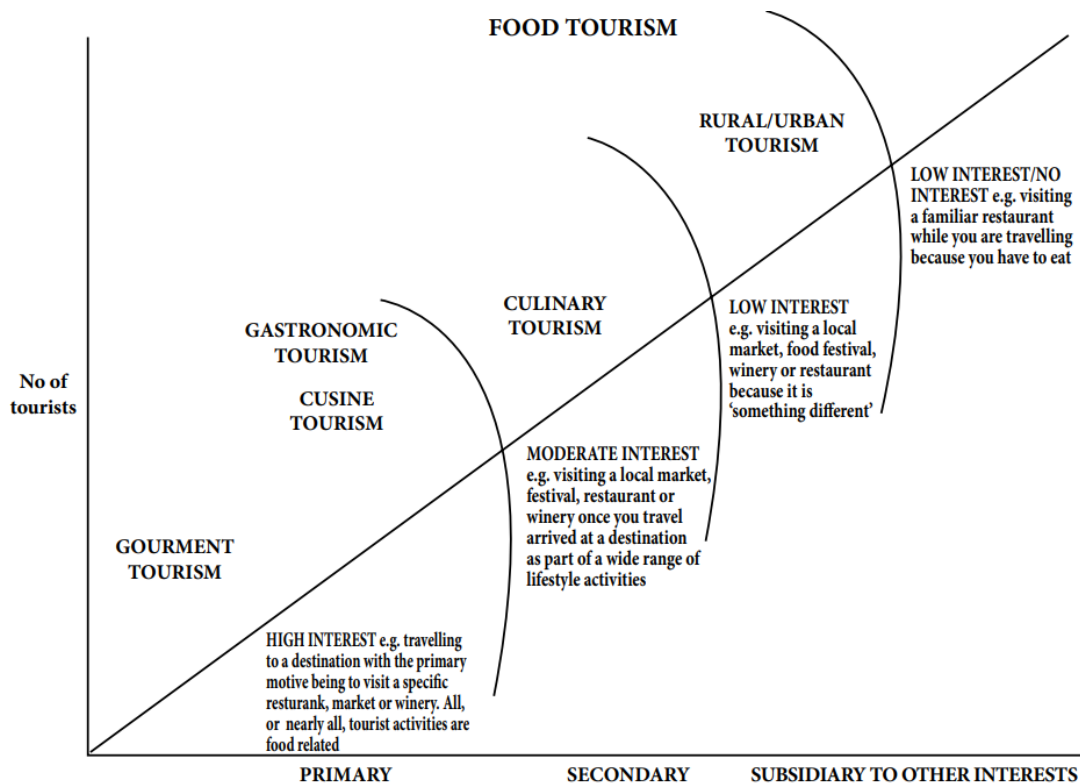 FOOD TOURISM
RURAL/URBAN
TOURISM
LOW INTEREST/NO
INTEREST e.g. visiting
a familiar restaurant
while you are travelling
because you have to eat
CULINARY
TOURISM
LOW INTEREST
e.g. visiting a local
market, food festival,
winery or restaurant
because it is
‘something different’
GASTRONOMIC
TOURISM
CUSINE
TOURISM
No of
tourists
MODERATE INTEREST
e.g. visiting a local market,
festival, restaurant or
winery once you travel
arrived at a destination
as part of a wide range of
lifestyle activities
GOURMENT
TOURISM
HIGH INTEREST e.g. travelling
to a destination with the primary
motive being to visit a specific
resturank, market or winery. All,
or nearly all, tourist activities are
food related
PRIMARY
SECONDARY
SUBSIDIARY TO OTHER INTERESTS